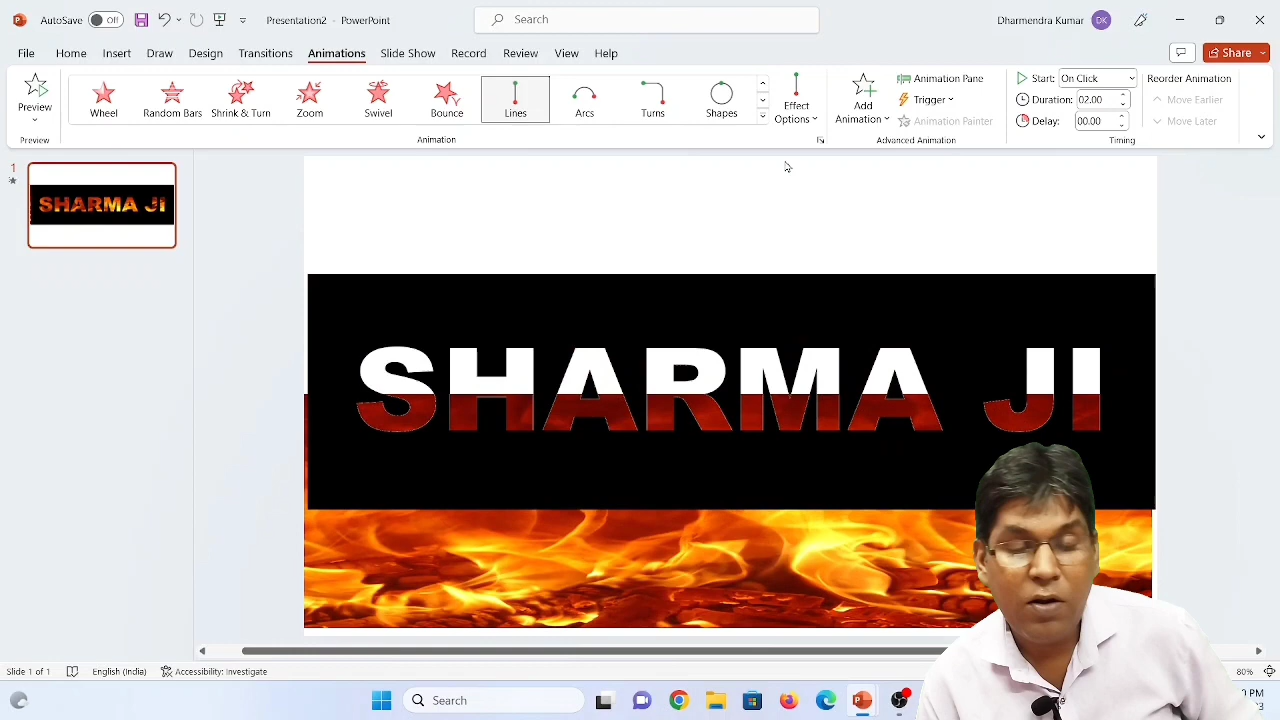 AutoSave Off Presentation2 - PowerPoint Search Dharma Kumar DK
File Home Insert Draw Design Transitions Animations Slide Show Record Review View Help Share
Preview Wheel Random Bars Shrink & Turn Zoom Swivel Bounce Lines Arcs Turns Shapes Effect Options Add Animation Animation Pane Trigger Animation Painter Start: On Click Duration: 02.00 Delay: 00.00 Reorder Animation Move Earlier Move Later
Preview Animation Advanced Animation Timing
1
SHARMA JI
SHARMA JI
Slide 1 of 1 English (India) Accessibility: Investigate 80%
Search